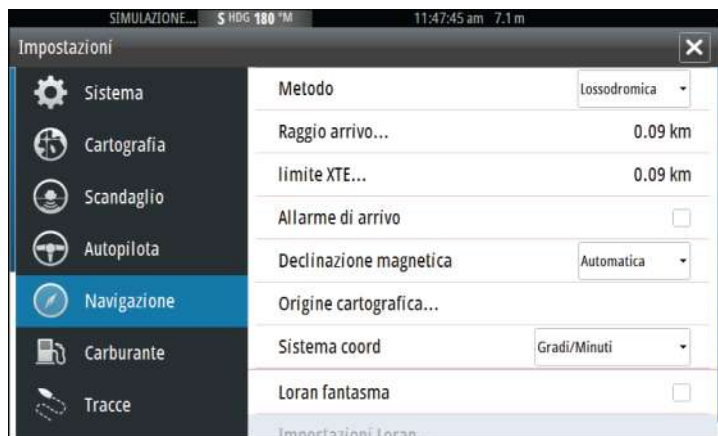 SIMULAZIONE... S HDG 180 °M 11:47:45 am 7.1 m
Impostazioni
Sistema
Cartografia
Scandaglio
Autopilota
Navigazione
Carburante
Tracce
Metodo Lossodromica
Raggio arrivo... 0.09 km
limite XTE... 0.09 km
Allarme di arrivo
Declinazione magnetica Automatica
Origine cartografica...
Sistema coord Gradi/Minuti
Loran fantasma
Impostazioni Loran